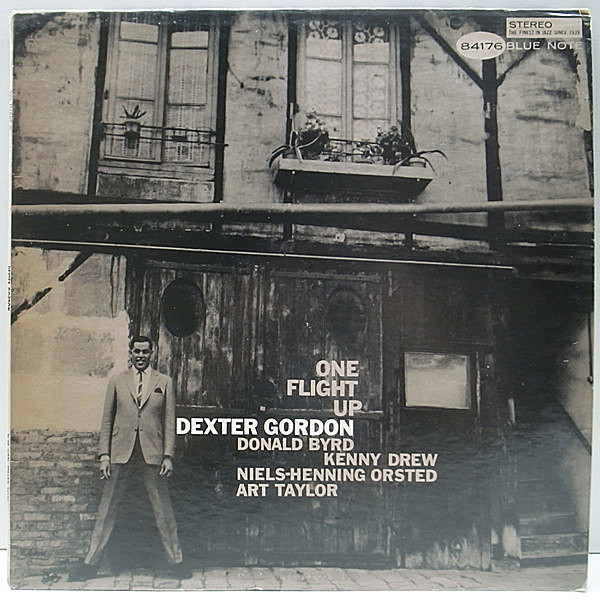 STEREO
THE FINEST IN JAZZ SINCE 1939
84176 BLUE NOTE
ONE
FLIGHT
UP
DEXTER GORDON
DONALD BYRD
KENNY DREW
NIELS-HENNING ORSTED
ART TAYLOR